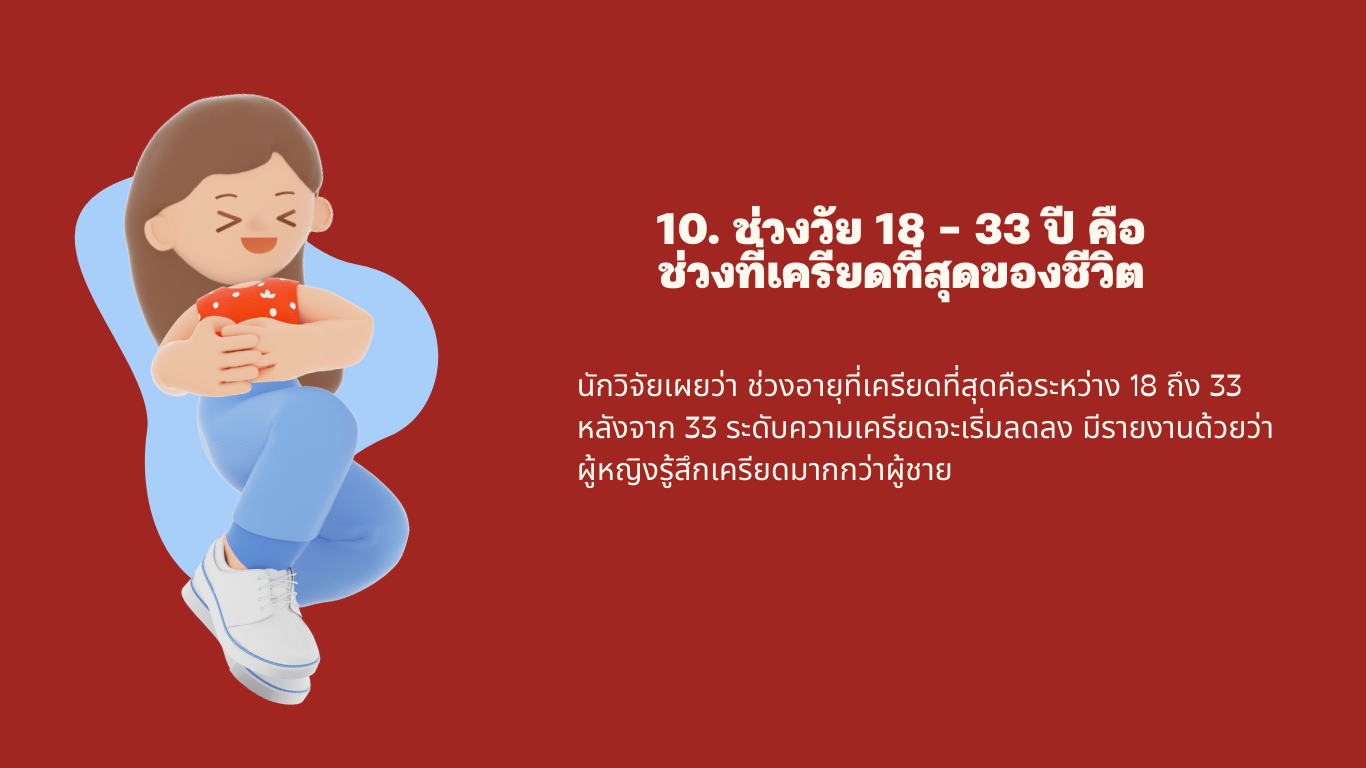 10. ช่วงวัย 18 - 33 ปี คือ
ช่วงที่เครียดที่สุดของชีวิต
นักวิจัยเผยว่า ช่วงอายุที่เครียดที่สุดคือระหว่าง 18 ถึง 33
หลังจาก 33 ระดับความเครียดจะเริ่มลดลง มีรายงานด้วยว่า
ผู้หญิงรู้สึกเครียดมากกว่าผู้ชาย